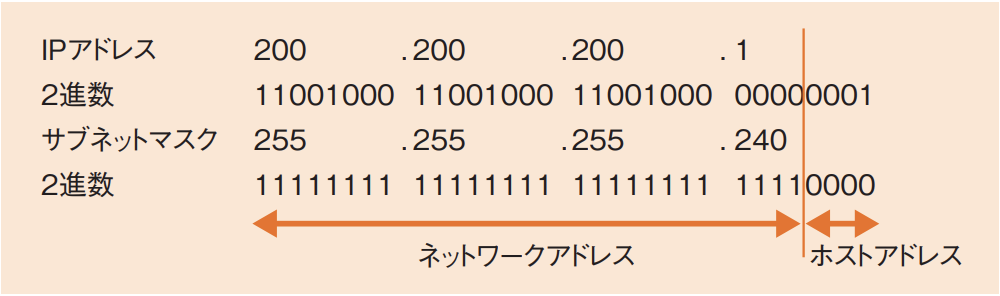 IPアドレス 200 .200 .200 .1
2進数 11001000 11001000 11001000 00000001
サブネットマスク 255 .255 .255 .240
2進数 11111111 11111111 11111111 11110000
ネットワークアドレス ホストアドレス